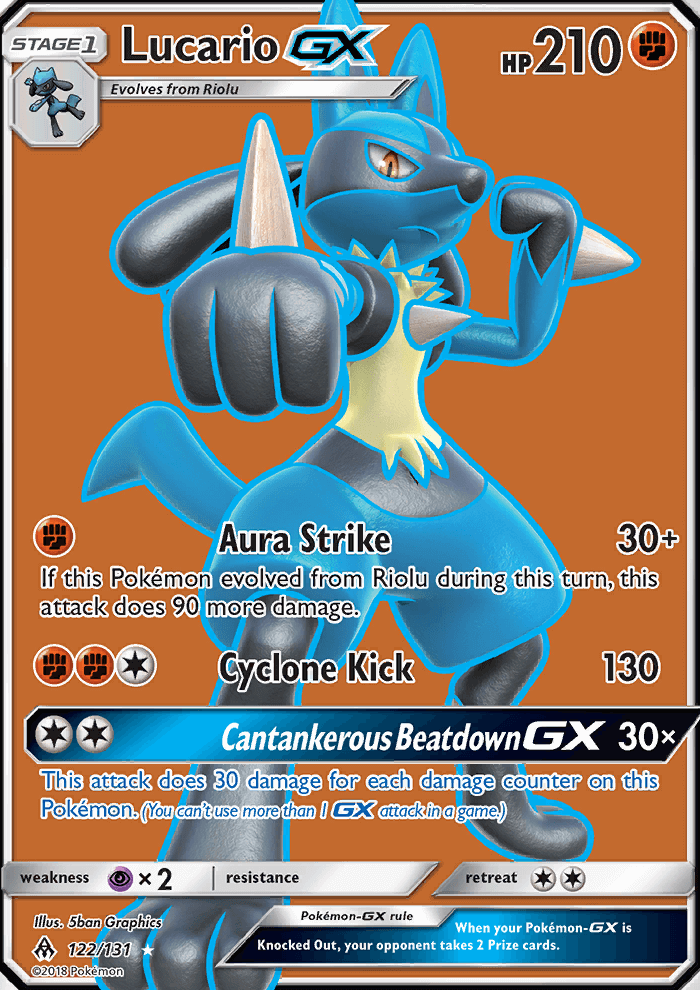 STAGE 1
Lucario GX
HP 210
Evolves from Riolu
Aura Strike 30+
If this Pokémon evolved from Riolu during this turn, this
attack does 90 more damage.
Cyclone Kick 130
Cantankerous Beatdown GX 30×
This attack does 30 damage for each damage counter on this
Pokémon. (You can't use more than 1 GX attack in a game.)
weakness ×2 resistance retreat
Illus. 5ban Graphics
Pokémon-GX rule
When your Pokémon-GX is
Knocked Out, your opponent takes 2 Prize cards.
122/131
©2018 Pokémon